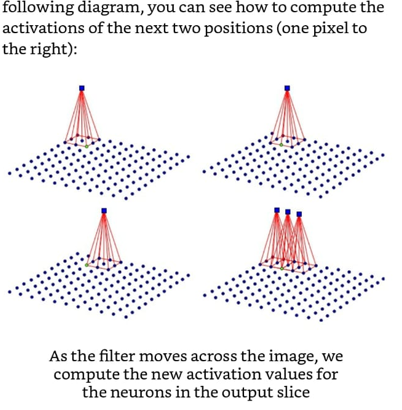 following diagram, you can see how to compute the
activations of the next two positions (one pixel to
the right):
As the filter moves across the image, we
compute the new activation values for
the neurons in the output slice